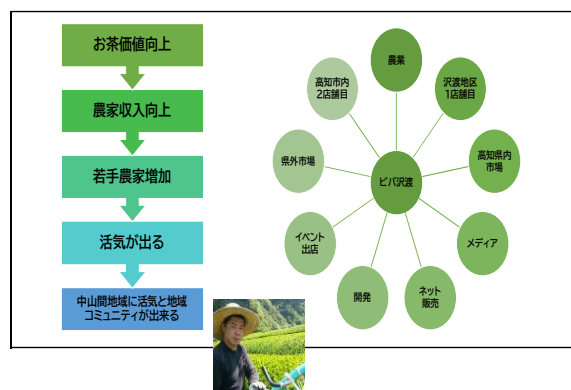 お茶価値向上
農家収入向上
若手農家増加
活気が出る
中山間地域に活気と地域
コミュニティが出来る
農業
沢渡地区
1店舗目
高知県内
市場
メディア
ネット
販売
開発
イベント
出店
県外市場
高知市内
2店舗目
ビバ沢渡